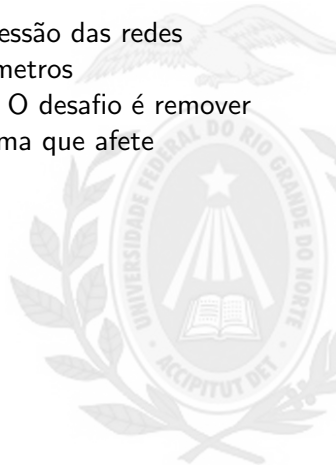 essão das redes
metros
O desafio é remover
ma que afete
UNIVERSIDADE FEDERAL DO RIO GRANDE DO NORTE
ACCIPITUT DET